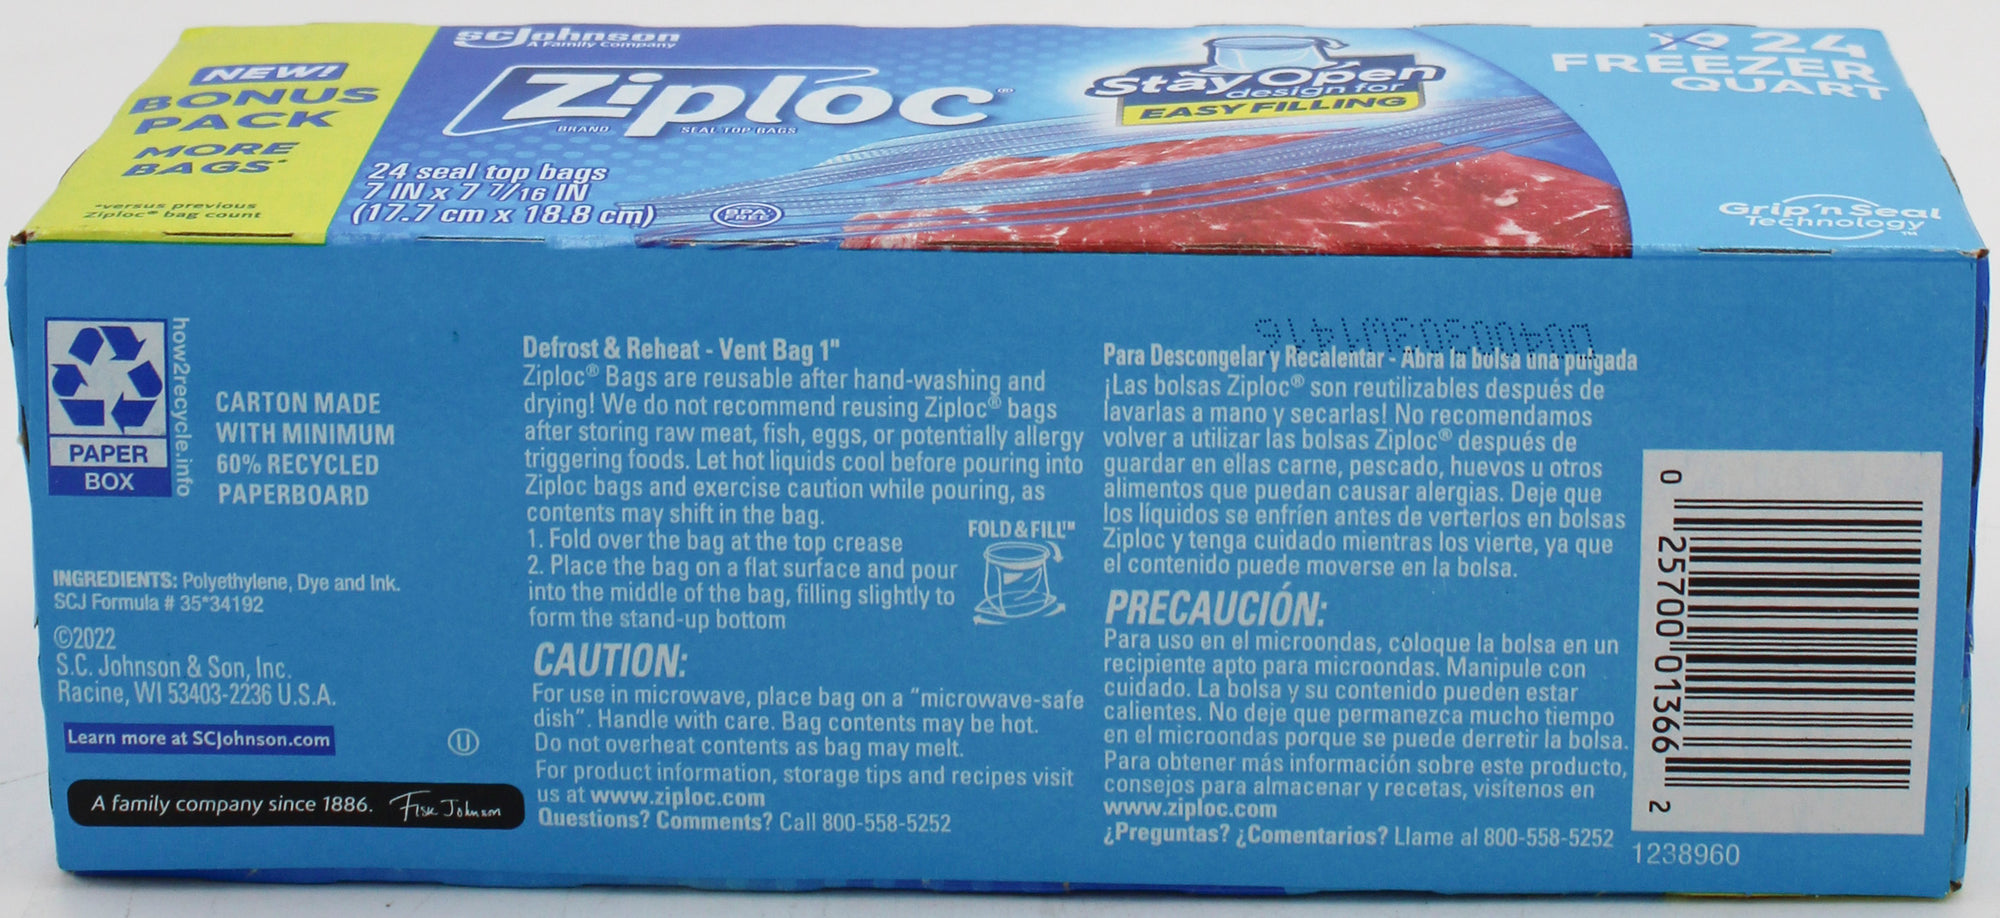 NEW!
BONUS
PACK
MORE
BAGS*
*versus previous
Ziploc® bag count
scJohnson
A Family Company
Ziploc®
BRAND SEAL TOP BAGS
24 seal top bags
7 IN x 7 7/16 IN
(17.7 cm x 18.8 cm)
BPA
FREE
Stay Open
design for
EASY FILLING
19 24
FREEZER
QUART
Grip'n Seal
Technology
™
PAPER
BOX
how2recycle.info
CARTON MADE
WITH MINIMUM
60% RECYCLED
PAPERBOARD
INGREDIENTS: Polyethylene, Dye and Ink.
SCJ Formula # 35*34192
©2022
S.C. Johnson & Son, Inc.
Racine, WI 53403-2236 U.S.A.
Learn more at SCJohnson.com
U
A family company since 1886. Fisk Johnson
Defrost & Reheat - Vent Bag 1"
Ziploc® Bags are reusable after hand-washing and
drying! We do not recommend reusing Ziploc® bags
after storing raw meat, fish, eggs, or potentially allergy
triggering foods. Let hot liquids cool before pouring into
Ziploc bags and exercise caution while pouring, as
contents may shift in the bag.
1. Fold over the bag at the top crease
2. Place the bag on a flat surface and pour
into the middle of the bag, filling slightly to
form the stand-up bottom
FOLD & FILL™
CAUTION:
For use in microwave, place bag on a “microwave-safe
dish”. Handle with care. Bag contents may be hot.
Do not overheat contents as bag may melt.
For product information, storage tips and recipes visit
us at www.ziploc.com
Questions? Comments? Call 800-558-5252
Para Descongelar y Recalentar - Abra la bolsa una pulgada
¡Las bolsas Ziploc® son reutilizables después de
lavarlas a mano y secarlas! No recomendamos
volver a utilizar las bolsas Ziploc® después de
guardar en ellas carne, pescado, huevos u otros
alimentos que puedan causar alergias. Deje que
los líquidos se enfríen antes de verterlos en bolsas
Ziploc y tenga cuidado mientras los vierte, ya que
el contenido puede moverse en la bolsa.
PRECAUCIÓN:
Para uso en el microondas, coloque la bolsa en un
recipiente apto para microondas. Manipule con
cuidado. La bolsa y su contenido pueden estar
calientes. No deje que permanezca mucho tiempo
en el microondas porque se puede derretir la bolsa.
Para obtener más información sobre este producto,
consejos para almacenar y recetas, visítenos en
www.ziploc.com
¿Preguntas? ¿Comentarios? Llame al 800-558-5252
0 25700 01366 2
1238960